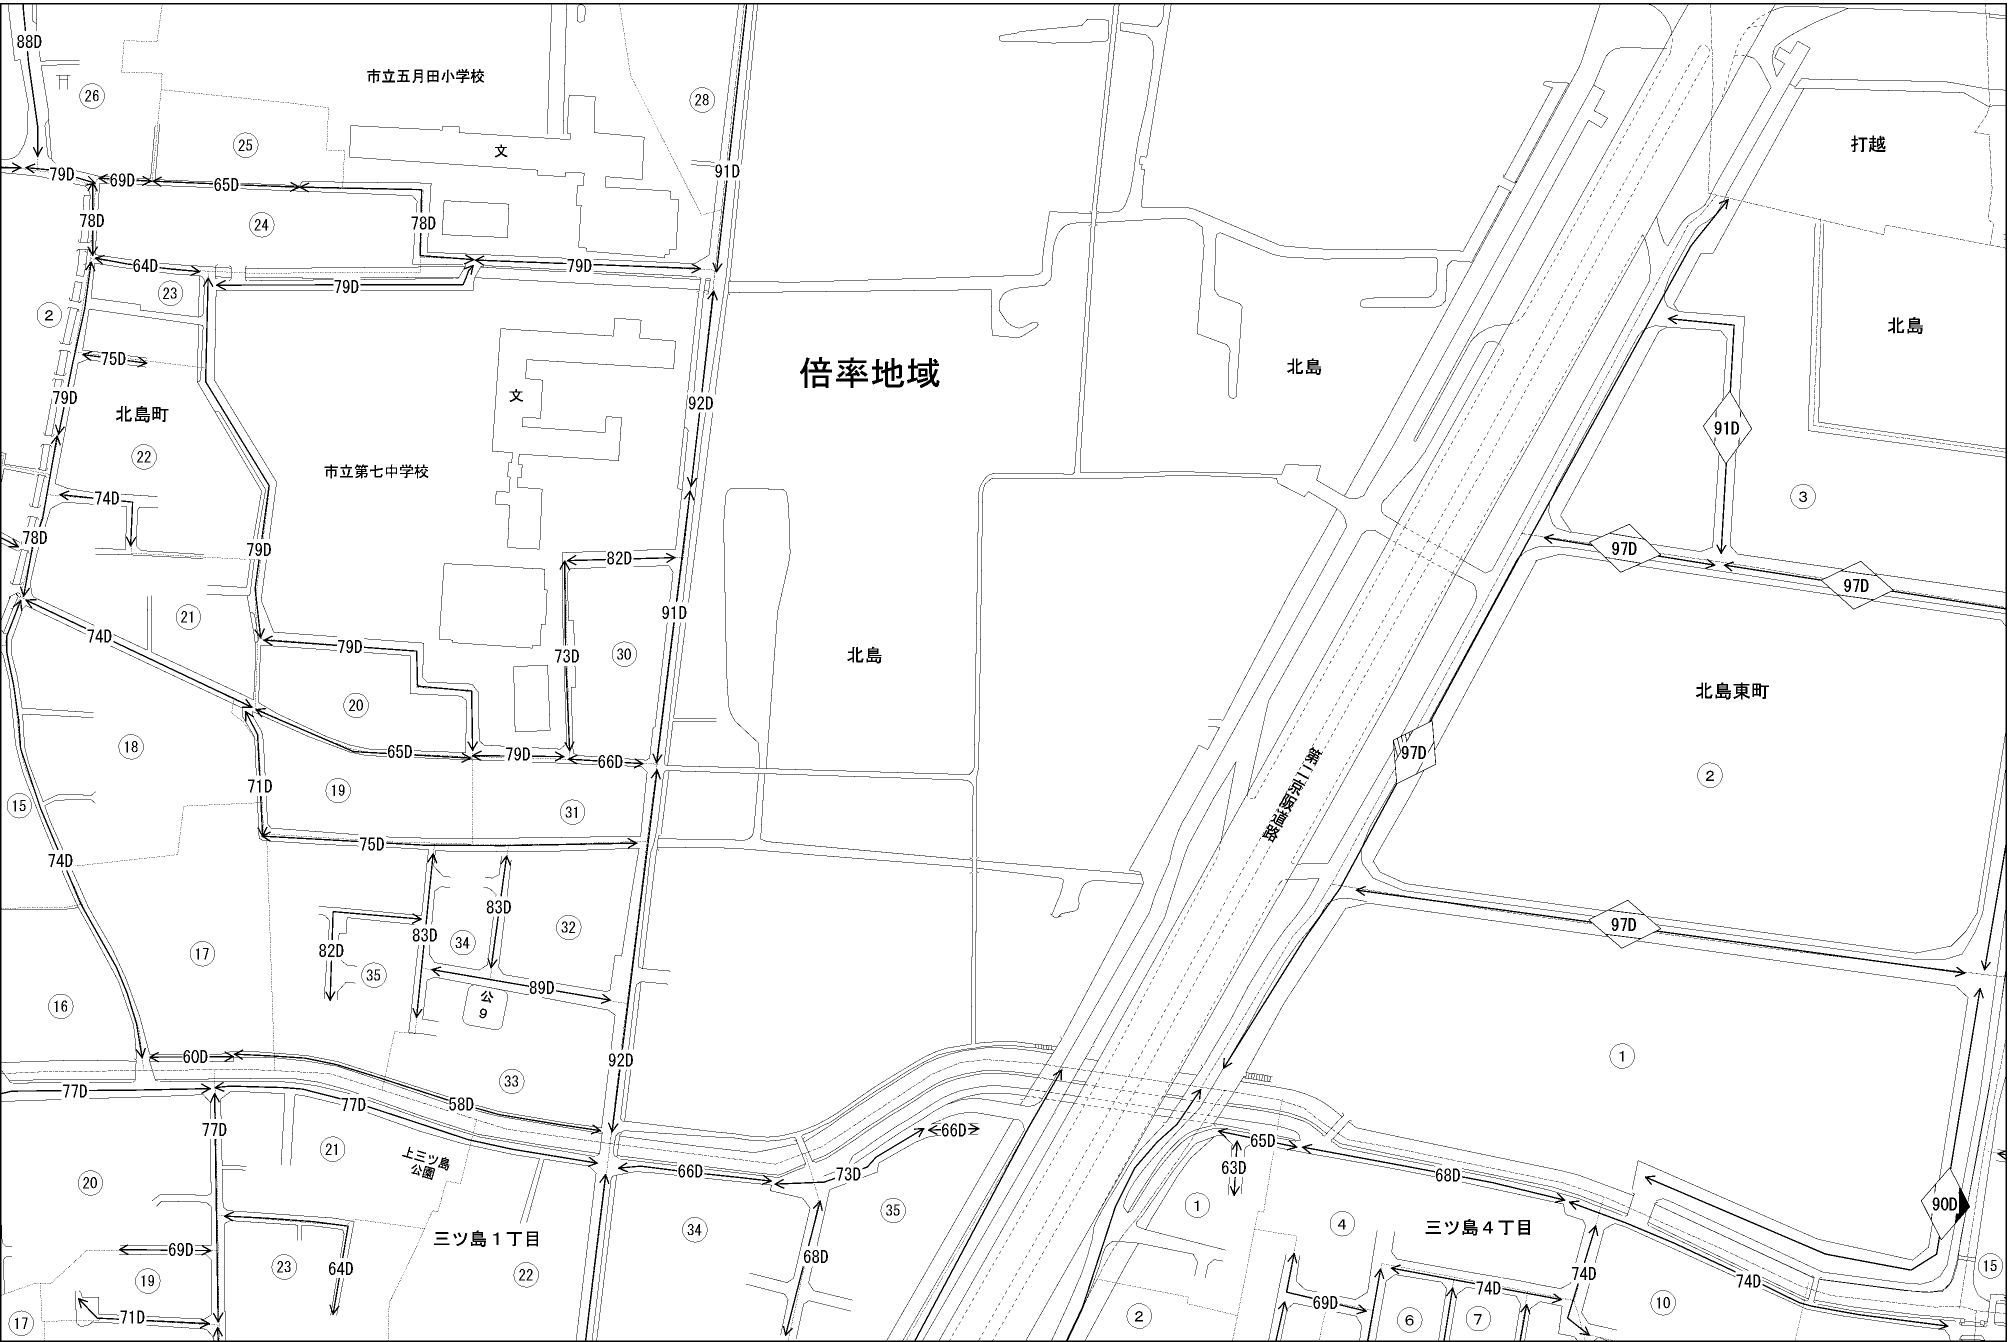 88D
市立五月田小学校
26
28
25
打越
文
91D
79D
69D
65D
78D
78D
24
64D
79D
23
79D
2
北島
75D
倍率地域
北島
79D
92D
文
北島町
91D
22
市立第七中学校
74D
3
78D
79D
82D
97D
97D
91D
21
74D
79D
73D
30
北島
北島東町
20
18
65D
79D
66D
97D
第二京阪道路
2
71D
19
15
31
75D
74D
83D
32
97D
82D
83D
34
17
35
89D
公
9
16
60D
92D
1
33
77D
58D
77D
77D
66D
65D
21
上三ツ島
公園
66D
73D
63D
68D
20
90D
1
35
4
三ツ島4丁目
34
三ツ島1丁目
69D
68D
23
64D
22
19
15
74D
74D
74D
71D
69D
10
17
2
6
7